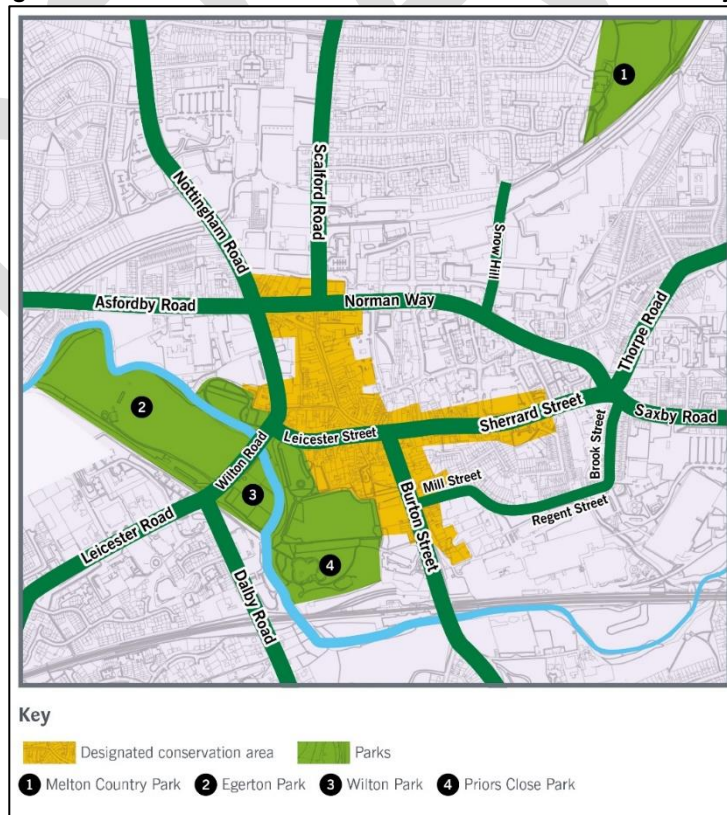 1
Scalford Road
Nottingham Road
Snow Hill
Asfordby Road
Norman Way
Thorpe Road
2
Sherrard Street
Saxby Road
Leicester Street
Wilton Road
Brook Street
Mill Street
3
Burton Street
Regent Street
Leicester Road
4
Dalby Road
Key
Designated conservation area Parks
1 Melton Country Park 2 Egerton Park 3 Wilton Park 4 Priors Close Park